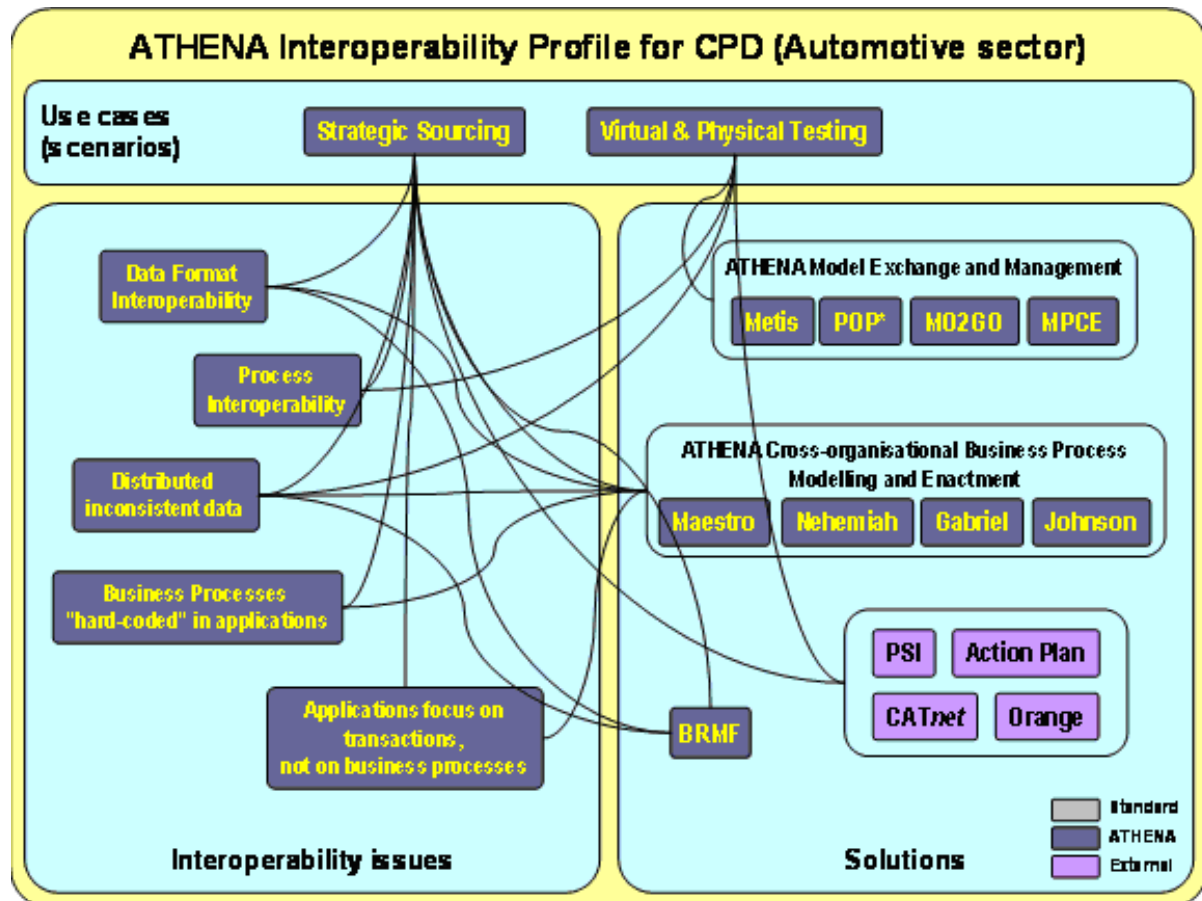 ATHENA Interoperability Profile for CPD (Automotive sector)
Use cases
(scenarios)
Strategic Sourcing
Virtual & Physical Testing
Data Format
Interoperability
Process
Interoperability
Distributed
inconsistent data
Business Processes
"hard-coded" in applications
Applications focus on
transactions,
not on business processes
Interoperability issues
ATHENA Model Exchange and Management
Metis
POP*
MO2GO
MPCE
ATHENA Cross-organisational Business Process
Modelling and Enactment
Maestro
Nehemiah
Gabriel
Johnson
PSI
Action Plan
CATnet
Orange
BRMF
Standard
ATHENA
External
Solutions